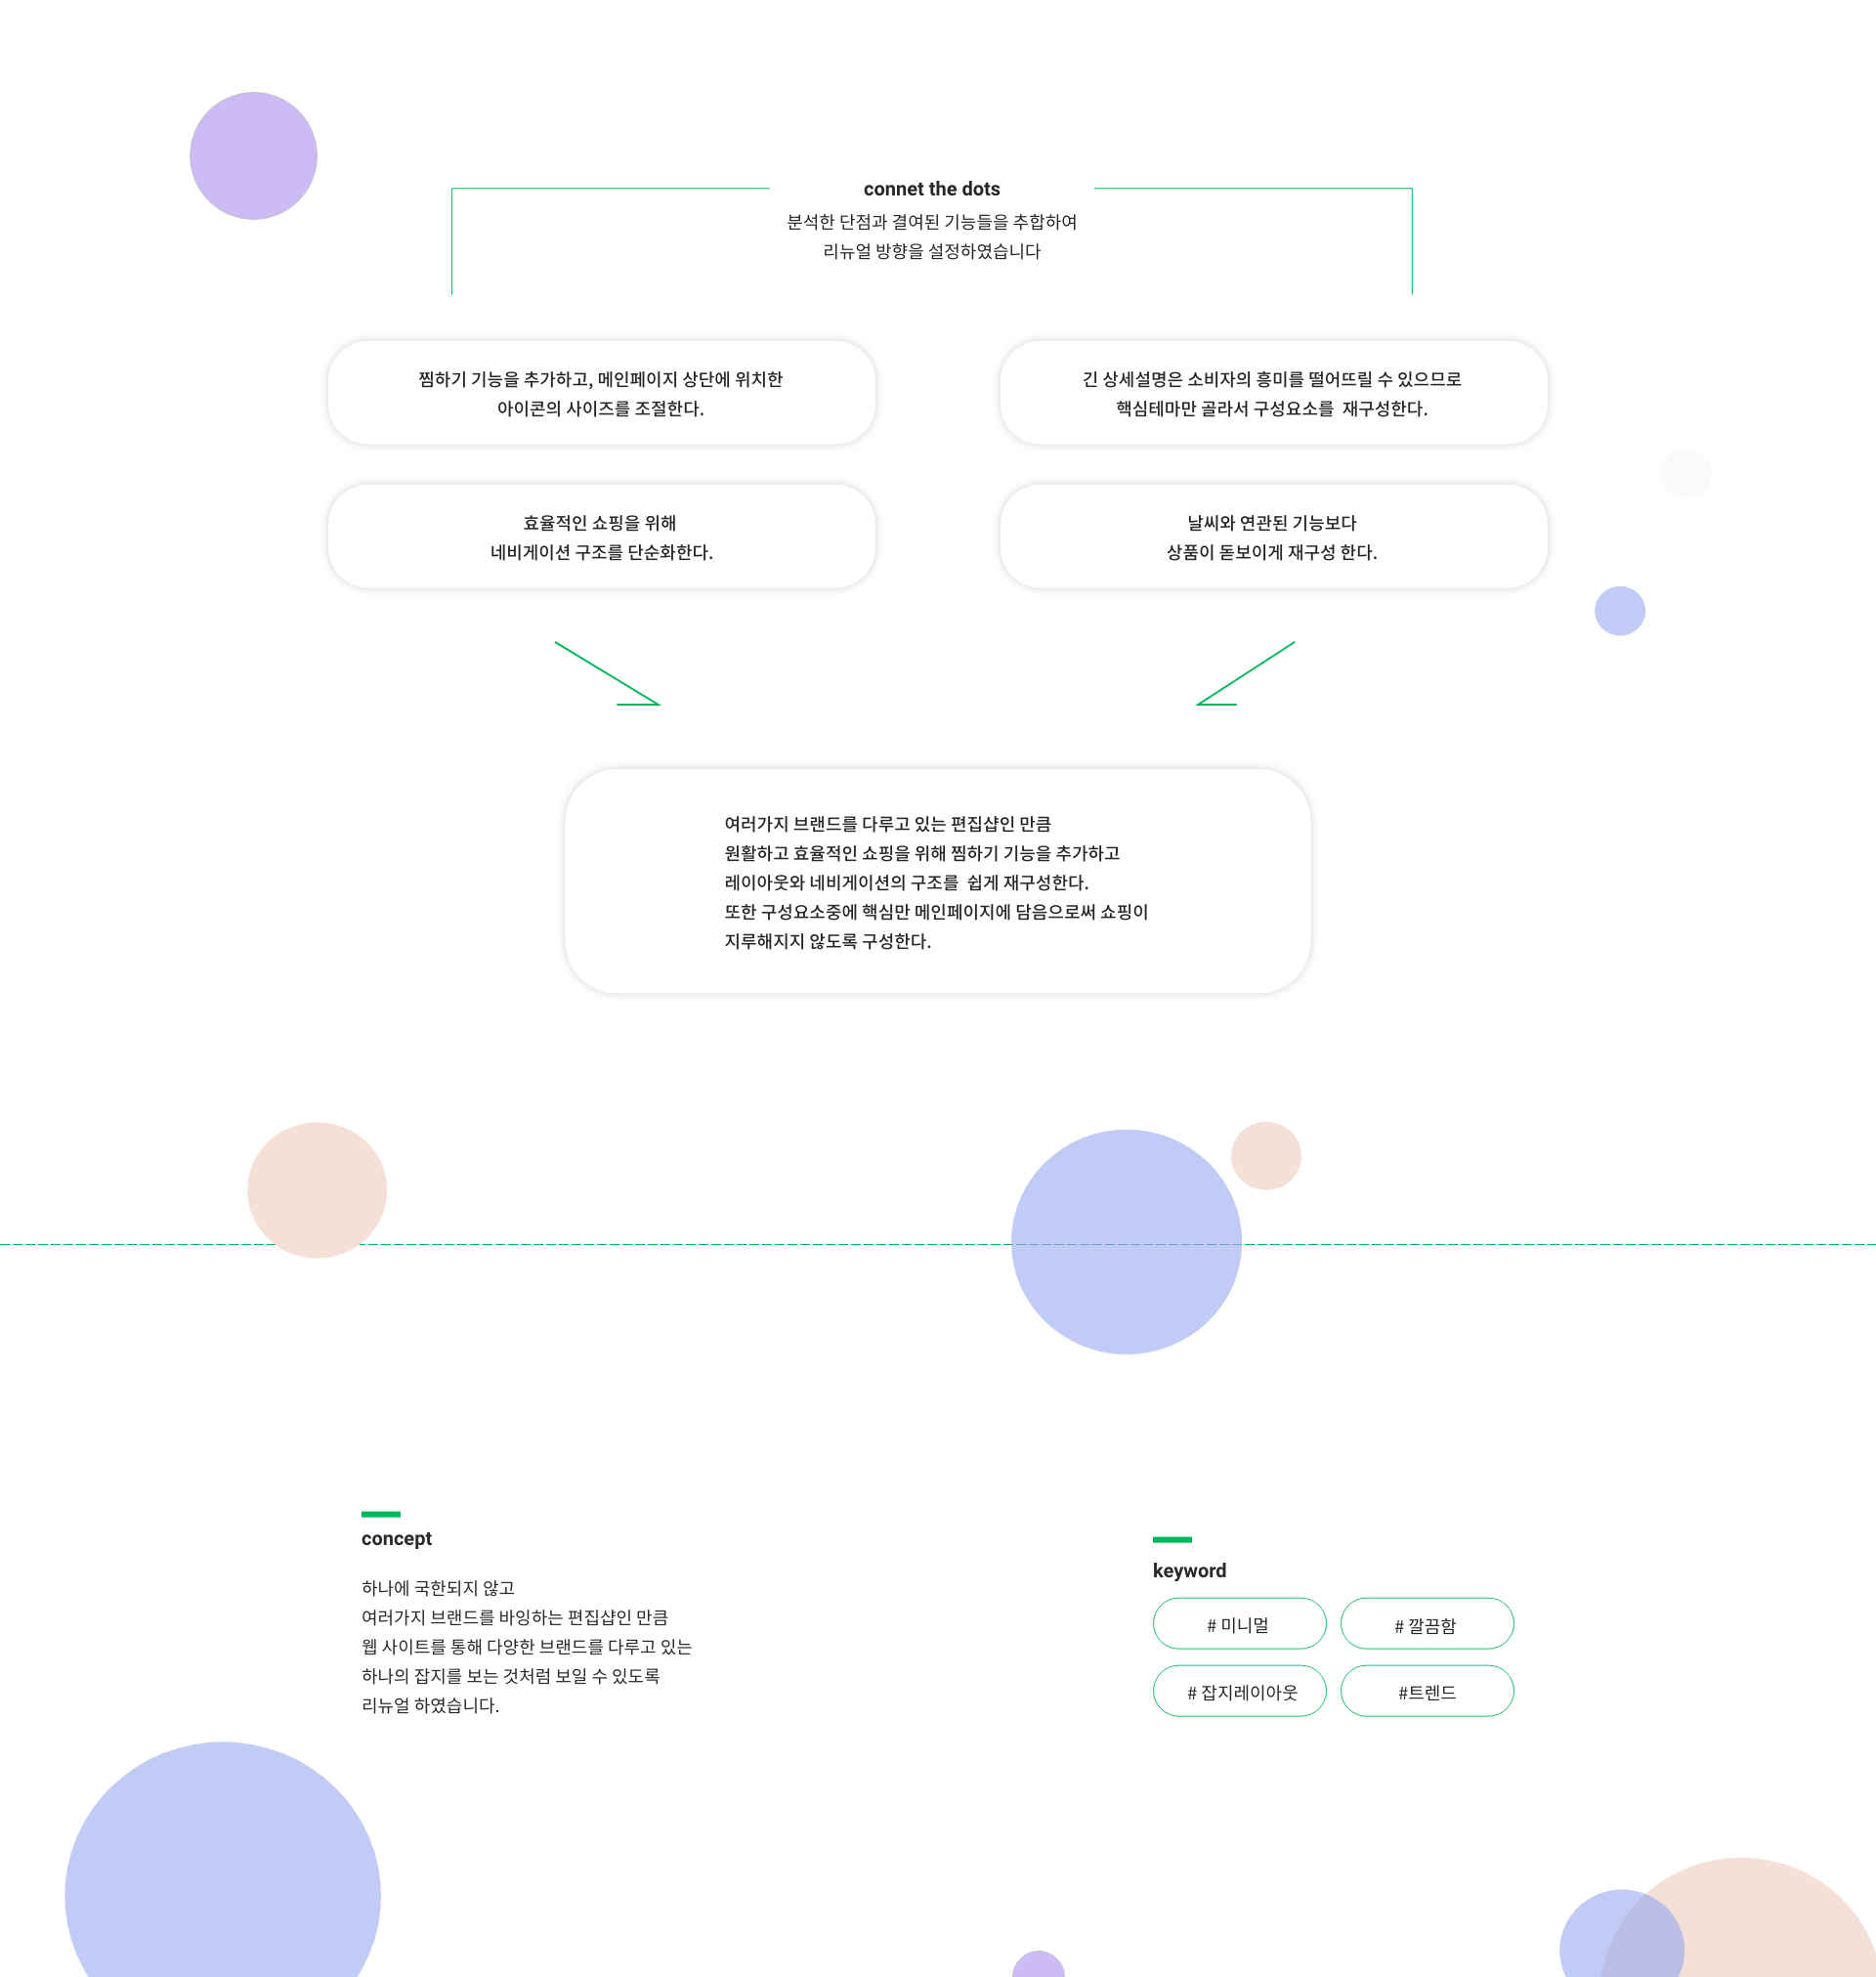 connet the dots
분석한 단점과 결여된 기능들을 추합하여
리뉴얼 방향을 설정하였습니다
찜하기 기능을 추가하고, 메인페이지 상단에 위치한
아이콘의 사이즈를 조절한다.
긴 상세설명은 소비자의 흥미를 떨어뜨릴 수 있으므로
핵심테마만 골라서 구성요소를 재구성한다.
효율적인 쇼핑을 위해
네비게이션 구조를 단순화한다.
날씨와 연관된 기능보다
상품이 돋보이게 재구성 한다.
여러가지 브랜드를 다루고 있는 편집샵인 만큼
원활하고 효율적인 쇼핑을 위해 찜하기 기능을 추가하고
레이아웃와 네비게이션의 구조를 쉽게 재구성한다.
또한 구성요소중에 핵심만 메인페이지에 담음으로써 쇼핑이
지루해지지 않도록 구성한다.
concept
하나에 국한되지 않고
여러가지 브랜드를 바잉하는 편집샵인 만큼
웹 사이트를 통해 다양한 브랜드를 다루고 있는
하나의 잡지를 보는 것처럼 보일 수 있도록
리뉴얼 하였습니다.
keyword
# 미니멀
# 깔끔함
# 잡지레이아웃
#트렌드